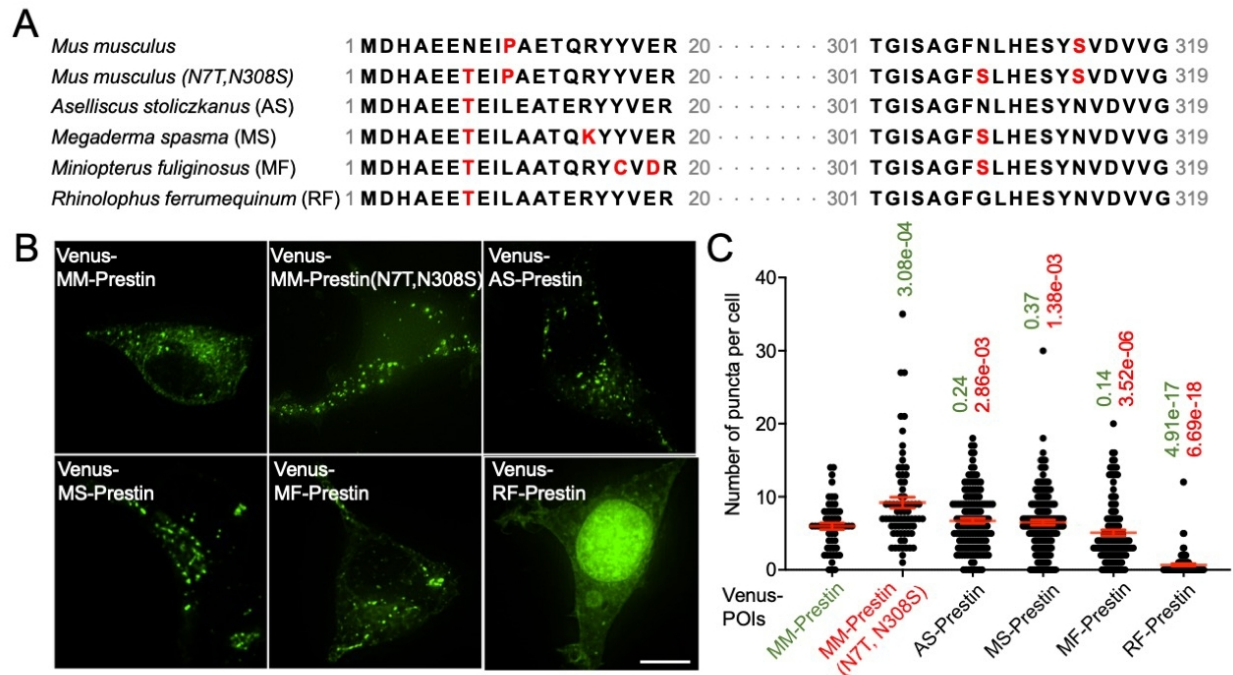 A
Mus musculus 1 MDHAEENEIPAETQRYYVER 20 · · · · · · · 301 TGISAGFNLHESYSVDVVG 319
Mus musculus (N7T,N308S) 1 MDHAEETEIPAETQRYYVER 20 · · · · · · · 301 TGISAGFSLHESYSVDVVG 319
Aselliscus stoliczkanus (AS) 1 MDHAEETEILEATERYYVER 20 · · · · · · · 301 TGISAGFNLHESYNVDVVG 319
Megaderma spasma (MS) 1 MDHAEETEILAATQKYYVER 20 · · · · · · · 301 TGISAGFSLHESYNVDVVG 319
Miniopterus fuliginosus (MF) 1 MDHAEETEILAATQRYCVDR 20 · · · · · · · 301 TGISAGFSLHESYNVDVVG 319
Rhinolophus ferrumequinum (RF) 1 MDHAEETEILAATERYYVER 20 · · · · · · · 301 TGISAGFGLHESYNVDVVG 319
B
Venus-
MM-Prestin
Venus-
MM-Prestin(N7T,N308S)
Venus-
AS-Prestin
Venus-
MS-Prestin
Venus-
MF-Prestin
Venus-
RF-Prestin
C
Number of puncta per cell
40
30
20
10
0
3.08e-04
0.24
2.86e-03
0.37
1.38e-03
0.14
3.52e-06
4.91e-17
6.69e-18
Venus-
POIs
MM-Prestin
MM-Prestin
(N7T, N308S)
AS-Prestin
MS-Prestin
MF-Prestin
RF-Prestin